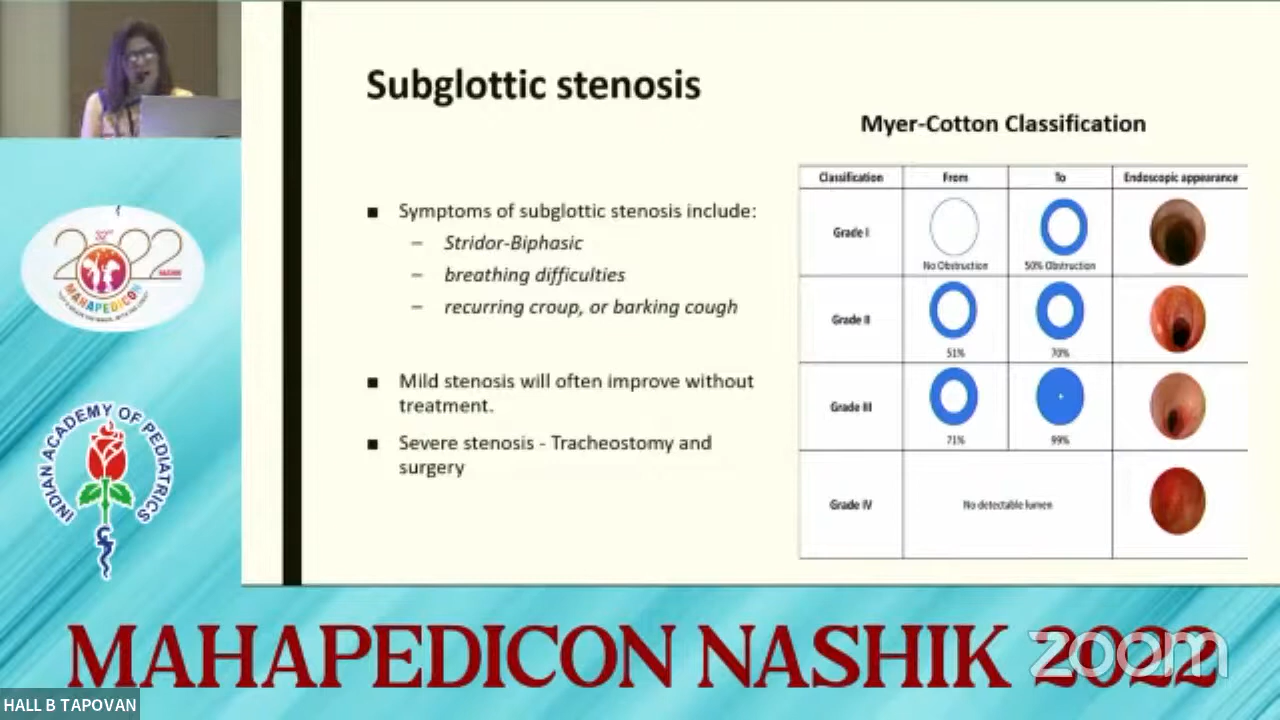 Subglottic stenosis
Myer-Cotton Classification
■ Symptoms of subglottic stenosis include:
– Stridor-Biphasic
– breathing difficulties
– recurring croup, or barking cough
■ Mild stenosis will often improve without
treatment.
■ Severe stenosis - Tracheostomy and
surgery
Classification From To Endoscopic appearance
Grade I No Obstruction 50% Obstruction
Grade II 51% 70%
Grade III 71% 99%
Grade IV No detectable lumen
2022
MAHAPEDICON
INDIAN ACADEMY OF PEDIATRICS
MAHAPEDICON NASHIK 2022
zoom
HALL B TAPOVAN